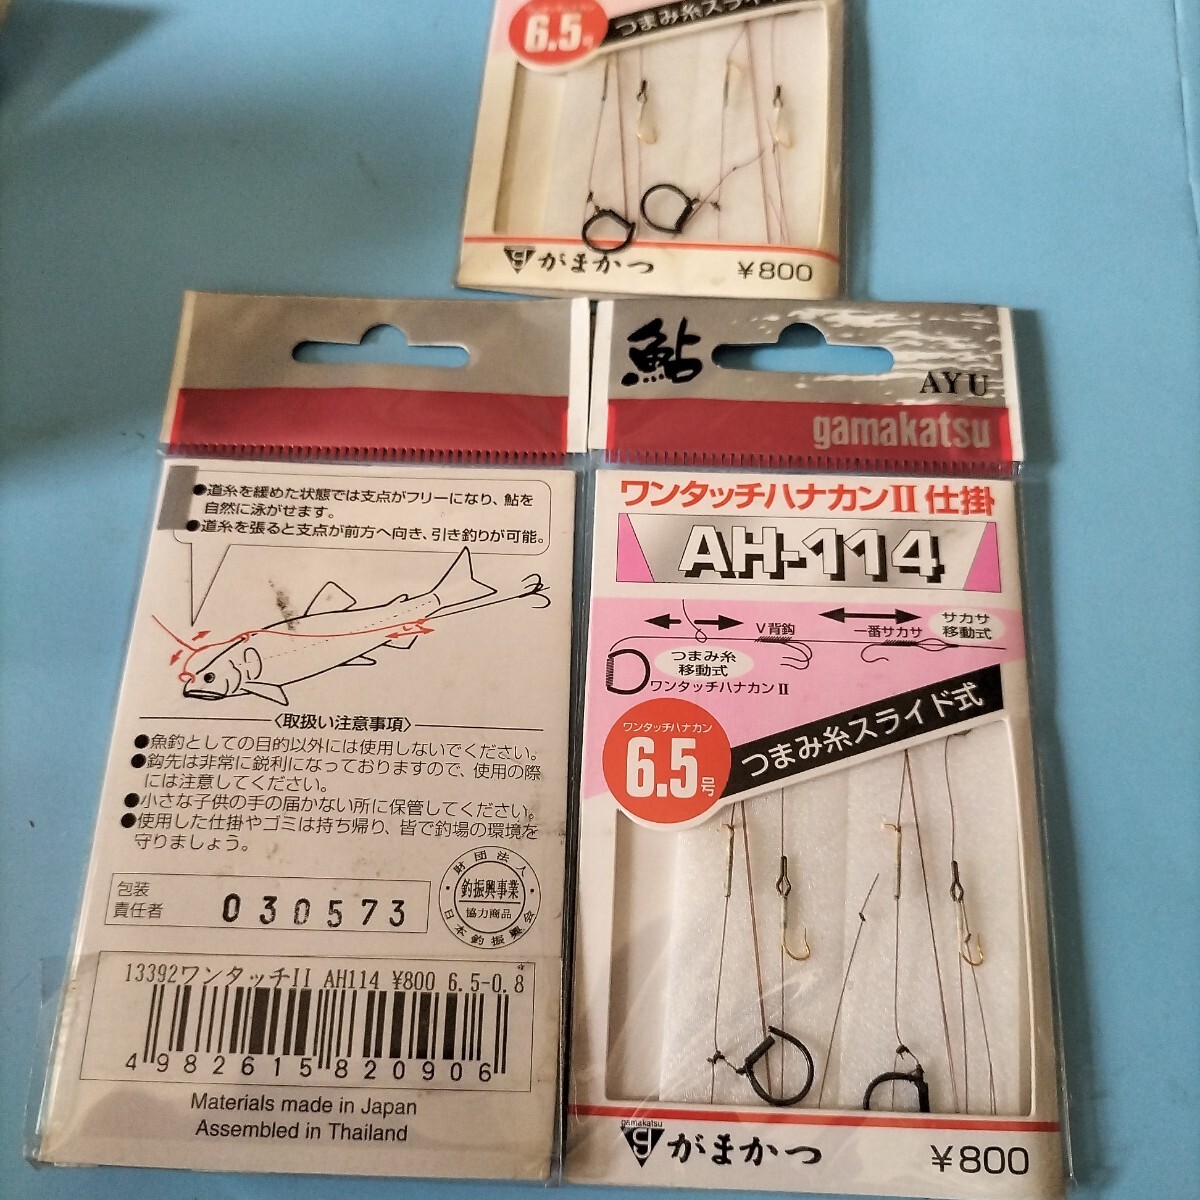 6.5号
つまみ糸スライド
がまかつ
¥800
鮎
AYU
gamakatsu
●道糸を緩めた状態では支点がフリーになり、鮎を
自然に泳がせます。
●道糸を張ると支点が前方へ向き、引き釣りが可能。
〈取扱い注意事項〉
●魚釣としての目的以外には使用しないでください。
●鈎先は非常に鋭利になっておりますので、使用の際
には注意してください。
●小さな子供の手の届かない所に保管してください。
●使用した仕掛やゴミは持ち帰り、皆で釣場の環境を
守りましょう。
包装
責任者
030573
財団法人
釣振興事業
協力商品
日本釣振興会
13392ワンタッチII AH114 ¥800 6.5-0.8
4982615820906
Materials made in Japan
Assembled in Thailand
ワンタッチハナカンII仕掛
AH-114
V背鈎
一番サカサ
サカサ
移動式
つまみ糸
移動式
ワンタッチハナカンII
ワンタッチハナカン
6.5号
つまみ糸スライド式
gamakatsu
がまかつ
¥800